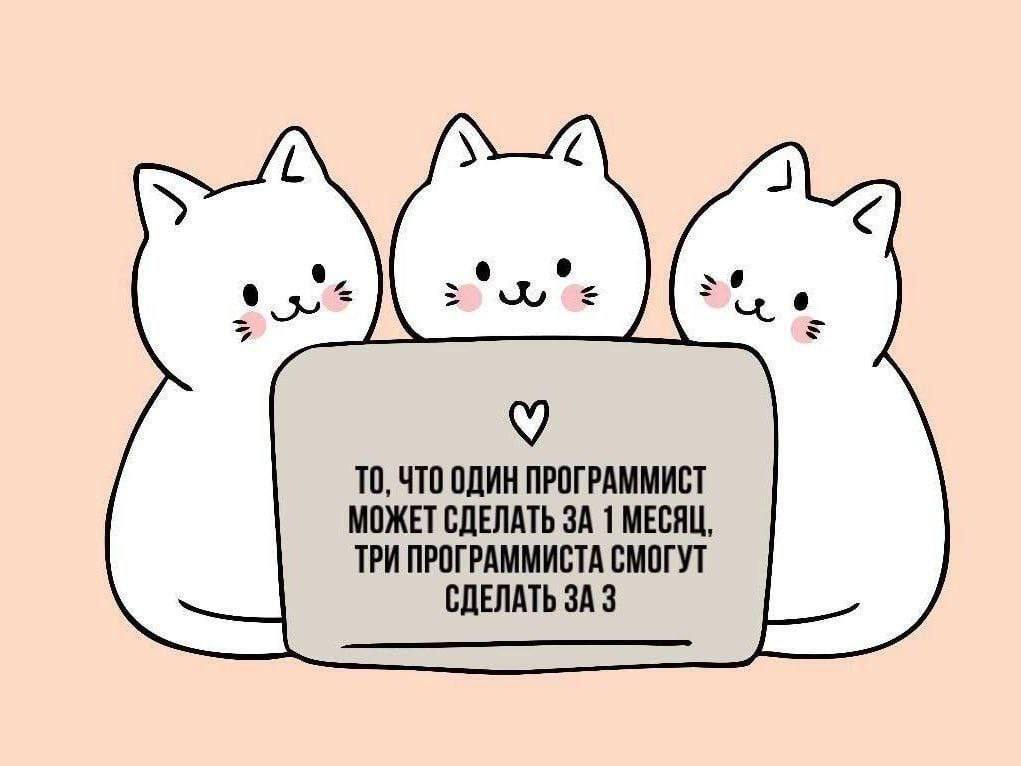 ТО, ЧТО ОДИН ПРОГРАММИСТ
МОЖЕТ СДЕЛАТЬ ЗА 1 МЕСЯЦ,
ТРИ ПРОГРАММИСТА СМОГУТ
СДЕЛАТЬ ЗА 3